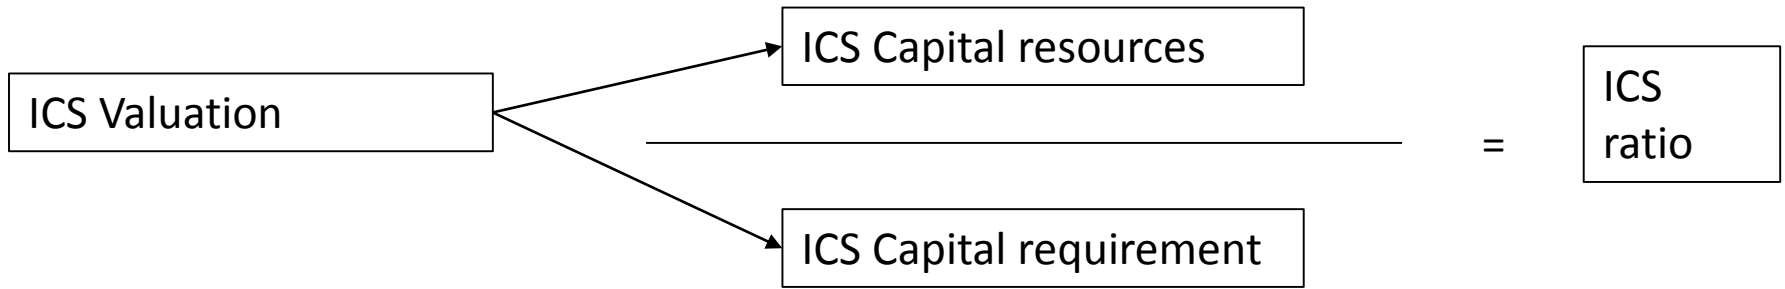 ICS Valuation
ICS Capital resources
ICS Capital requirement
=
ICS
ratio